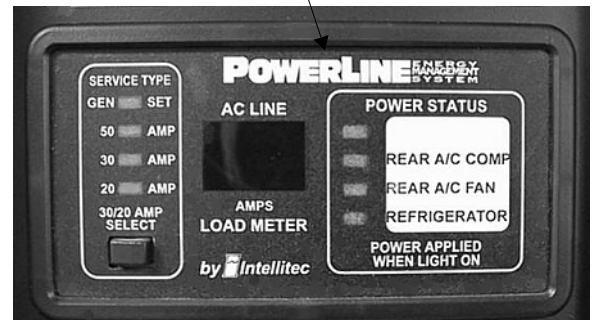 POWERLINE ENERGY MANAGEMENT SYSTEM
SERVICE TYPE
GEN SET
50 AMP
30 AMP
20 AMP
30/20 AMP
SELECT
AC LINE
AMPS
LOAD METER
by Intellitec
POWER STATUS
REAR A/C COMP
REAR A/C FAN
REFRIGERATOR
POWER APPLIED
WHEN LIGHT ON